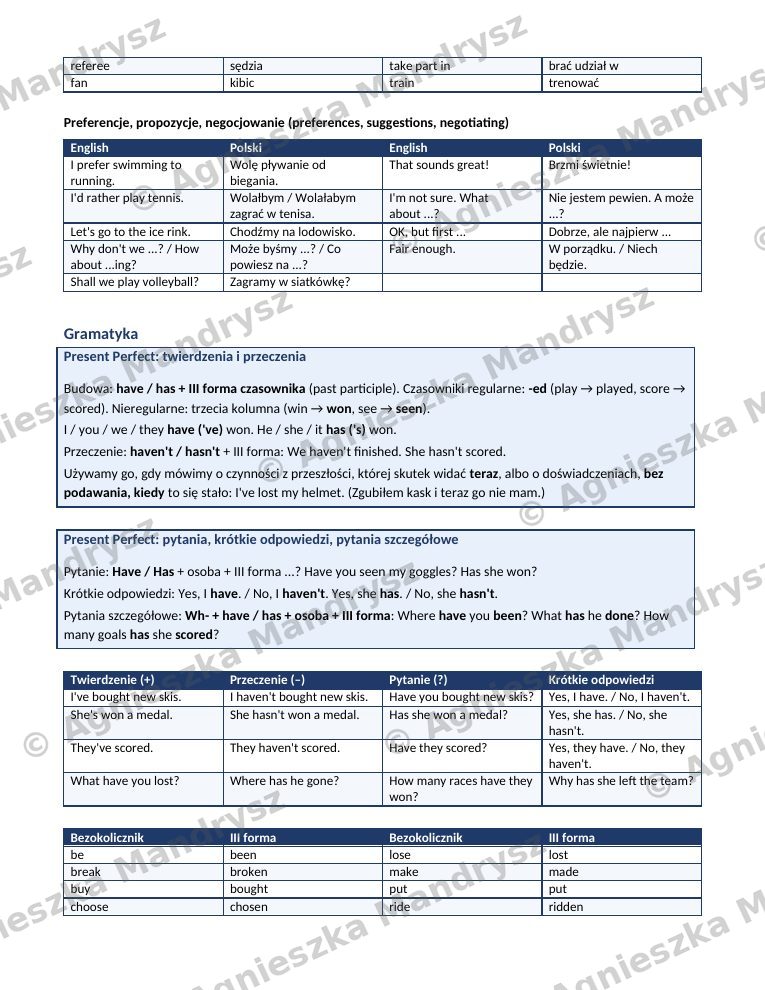 referee sędzia take part in brać udział w
fan kibic train trenować
Preferencje, propozycje, negocjowanie (preferences, suggestions, negotiating)
English Polski English Polski
I prefer swimming to running. Wolę pływanie od biegania. That sounds great! Brzmi świetnie!
I'd rather play tennis. Wolałbym / Wolałabym zagrać w tenisa. I'm not sure. What about ...? Nie jestem pewien. A może ...?
Let's go to the ice rink. Chodźmy na lodowisko. OK, but first ... Dobrze, ale najpierw ...
Why don't we ...? / How about ...ing? Może byśmy ...? / Co powiesz na ...? Fair enough. W porządku. / Niech będzie.
Shall we play volleyball? Zagramy w siatkówkę?
Gramatyka
Present Perfect: twierdzenia i przeczenia
Budowa: have / has + III forma czasownika (past participle). Czasowniki regularne: -ed (play → played, score →
scored). Nieregularne: trzecia kolumna (win → won, see → seen).
I / you / we / they have ('ve) won. He / she / it has ('s) won.
Przeczenie: haven't / hasn't + III forma: We haven't finished. She hasn't scored.
Używamy go, gdy mówimy o czynności z przeszłości, której skutek widać teraz, albo o doświadczeniach, bez
podawania, kiedy to się stało: I've lost my helmet. (Zgubiłem kask i teraz go nie mam.)
Present Perfect: pytania, krótkie odpowiedzi, pytania szczegółowe
Pytanie: Have / Has + osoba + III forma ...? Have you seen my goggles? Has she won?
Krótkie odpowiedzi: Yes, I have. / No, I haven't. Yes, she has. / No, she hasn't.
Pytania szczegółowe: Wh- + have / has + osoba + III forma: Where have you been? What has he done? How
many goals has she scored?
Twierdzenie (+) Przeczenie (–) Pytanie (?) Krótkie odpowiedzi
I've bought new skis. I haven't bought new skis. Have you bought new skis? Yes, I have. / No, I haven't.
She's won a medal. She hasn't won a medal. Has she won a medal? Yes, she has. / No, she hasn't.
They've scored. They haven't scored. Have they scored? Yes, they have. / No, they haven't.
What have you lost? Where has he gone? How many races have they won? Why has she left the team?
Bezokolicznik III forma Bezokolicznik III forma
be been lose lost
break broken make made
buy bought put put
choose chosen ride ridden
© Agnieszka Mandrysz